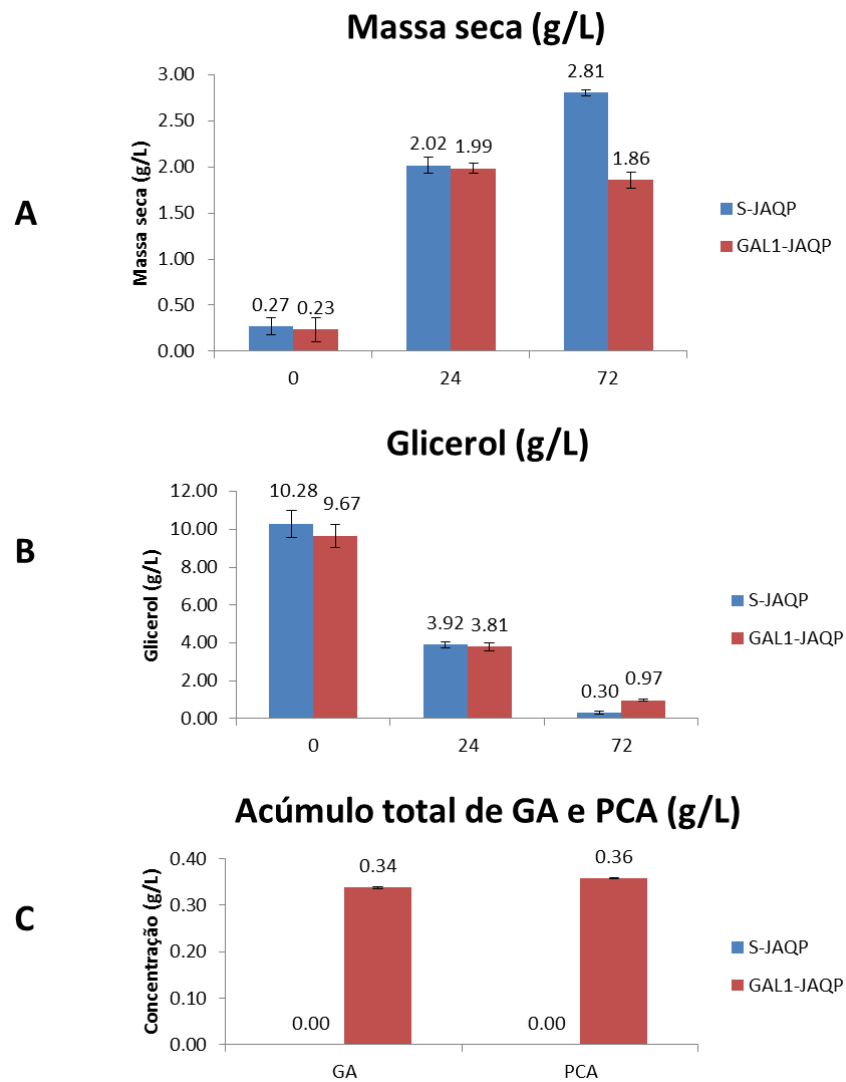 Massa seca (g/L)
A
Massa seca (g/L)
3.00
2.50
2.00
1.50
1.00
0.50
0.00
0.27
0.23
2.02
1.99
2.81
1.86
0
24
72
S-JAQP
GAL1-JAQP
Glicerol (g/L)
B
Glicerol (g/L)
12.00
10.00
8.00
6.00
4.00
2.00
0.00
10.28
9.67
3.92
3.81
0.30
0.97
0
24
72
S-JAQP
GAL1-JAQP
Acúmulo total de GA e PCA (g/L)
C
Concentração (g/L)
0.40
0.30
0.20
0.10
0.00
0.00
0.34
0.00
0.36
GA
PCA
S-JAQP
GAL1-JAQP